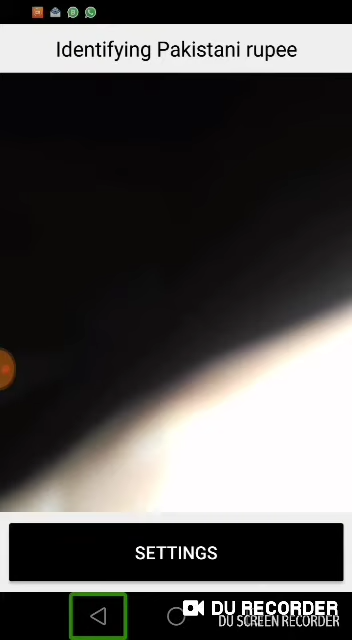 Identifying Pakistani rupee
SETTINGS
DU RECORDER
DU SCREEN RECORDER